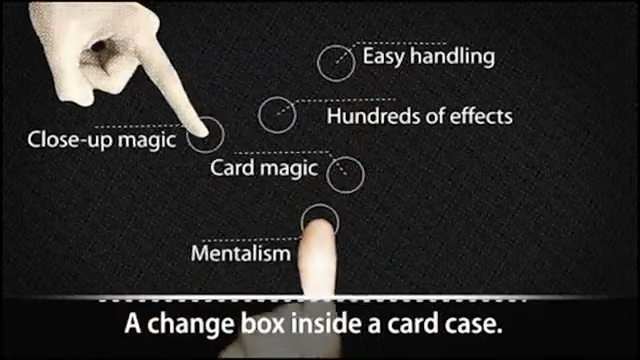 Easy handling
Hundreds of effects
Close-up magic
Card magic
Mentalism
A change box inside a card case.